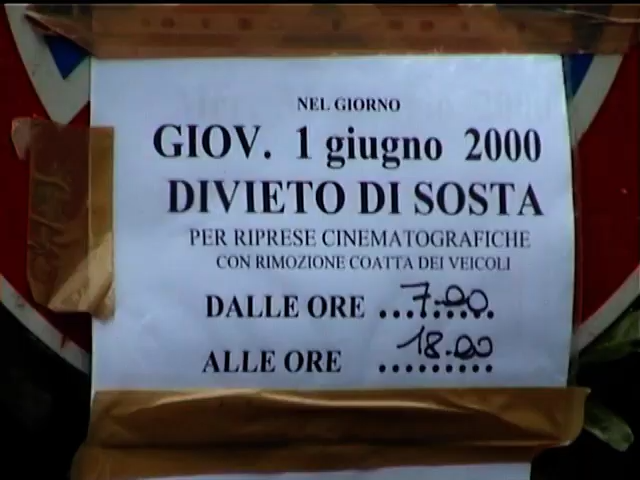 NEL GIORNO
GIOV. 1 giugno 2000
DIVIETO DI SOSTA
PER RIPRESE CINEMATOGRAFICHE
CON RIMOZIONE COATTA DEI VEICOLI
DALLE ORE ...7.00...
ALLE ORE ...18.00...